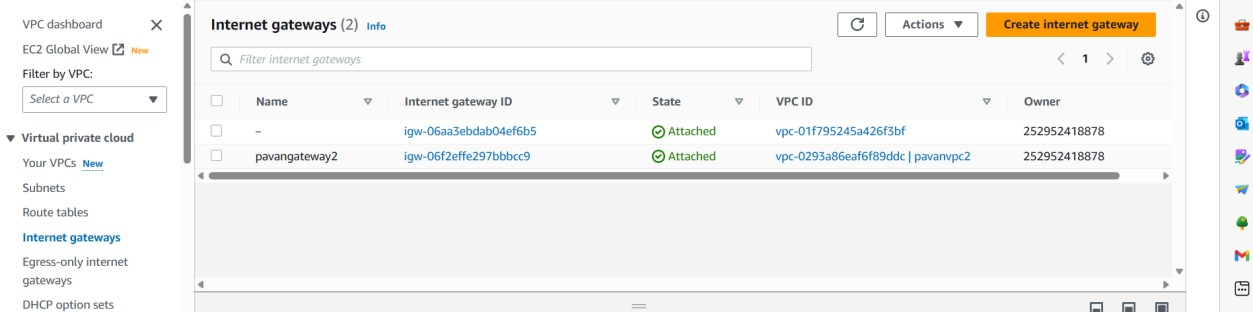 VPC dashboard
EC2 Global View New
Filter by VPC:
Select a VPC
Virtual private cloud
Your VPCs New
Subnets
Route tables
Internet gateways
Egress-only internet
gateways
DHCP option sets
Internet gateways (2) Info
Actions
Create internet gateway
Filter internet gateways
1
Name Internet gateway ID State VPC ID Owner
– igw-06aa3ebdab04ef6b5 Attached vpc-01f795245a426f3bf 252952418878
pavangateway2 igw-06f2effe297bbbcc9 Attached vpc-0293a86eaf6f89ddc | pavanvpc2 252952418878